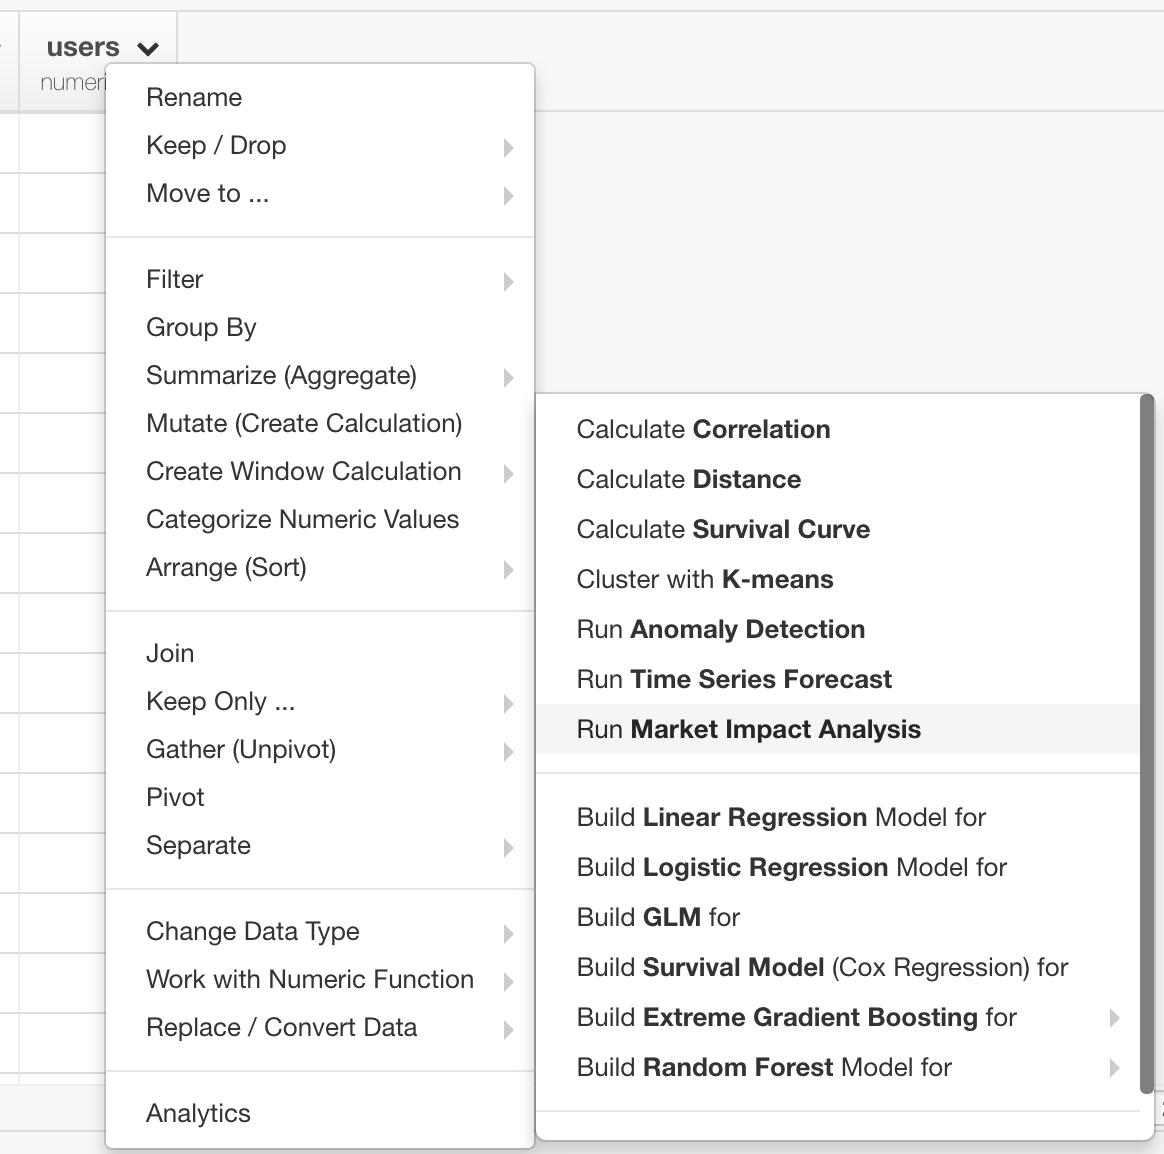 users
numeri
Rename
Keep / Drop
Move to ...
Filter
Group By
Summarize (Aggregate)
Mutate (Create Calculation)
Create Window Calculation
Categorize Numeric Values
Arrange (Sort)
Join
Keep Only ...
Gather (Unpivot)
Pivot
Separate
Change Data Type
Work with Numeric Function
Replace / Convert Data
Analytics
Calculate Correlation
Calculate Distance
Calculate Survival Curve
Cluster with K-means
Run Anomaly Detection
Run Time Series Forecast
Run Market Impact Analysis
Build Linear Regression Model for
Build Logistic Regression Model for
Build GLM for
Build Survival Model (Cox Regression) for
Build Extreme Gradient Boosting for
Build Random Forest Model for